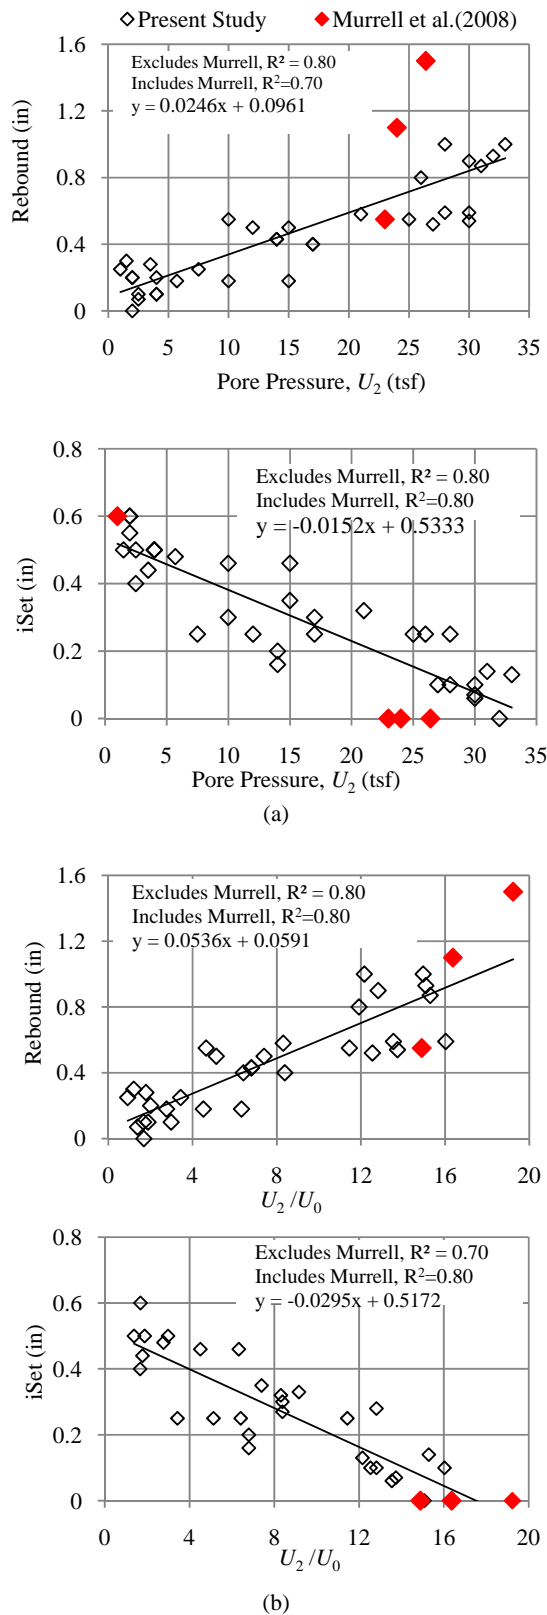 Present Study Murrell et al.(2008)
1.6
Excludes Murrell, R² = 0.80
Includes Murrell, R²=0.70
y = 0.0246x + 0.0961
1.2
Rebound (in)
0.8
0.4
0
0 5 10 15 20 25 30 35
Pore Pressure, U₂ (tsf)
0.8
Excludes Murrell, R² = 0.80
Includes Murrell, R²=0.80
y = -0.0152x + 0.5333
0.6
iSet (in)
0.4
0.2
0
0 5 10 15 20 25 30 35
Pore Pressure, U₂ (tsf)
(a)
1.6
Excludes Murrell, R² = 0.80
Includes Murrell, R²=0.80
y = 0.0536x + 0.0591
1.2
Rebound (in)
0.8
0.4
0
0 4 8 12 16 20
U₂ /U₀
0.8
Excludes Murrell, R² = 0.70
Includes Murrell, R²=0.80
y = -0.0295x + 0.5172
0.6
iSet (in)
0.4
0.2
0
0 4 8 12 16 20
U₂ /U₀
(b)